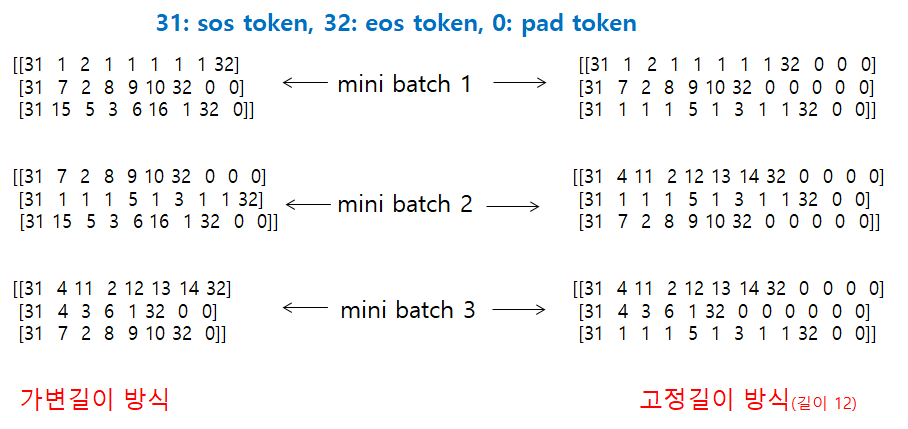 31: sos token, 32: eos token, 0: pad token
[[31 1 2 1 1 1 1 1 32]
[31 7 2 8 9 10 32 0 0]
[31 15 5 3 6 16 1 32 0]]
mini batch 1
[[31 1 2 1 1 1 1 1 32 0 0 0]
[31 7 2 8 9 10 32 0 0 0 0 0]
[31 1 1 1 5 1 3 1 1 32 0 0]]
[[31 7 2 8 9 10 32 0 0 0]
[31 1 1 1 5 1 3 1 1 32]
[31 15 5 3 6 16 1 32 0 0]]
mini batch 2
[[31 4 11 2 12 13 14 32 0 0 0 0]
[31 1 1 1 5 1 3 1 1 32 0 0]
[31 7 2 8 9 10 32 0 0 0 0 0]]
[[31 4 11 2 12 13 14 32]
[31 4 3 6 1 32 0 0]
[31 7 2 8 9 10 32 0]]
mini batch 3
[[31 4 11 2 12 13 14 32 0 0 0 0]
[31 4 3 6 1 32 0 0 0 0 0 0]
[31 1 1 1 5 1 3 1 1 32 0 0]]
가변길이 방식
고정길이 방식(길이 12)